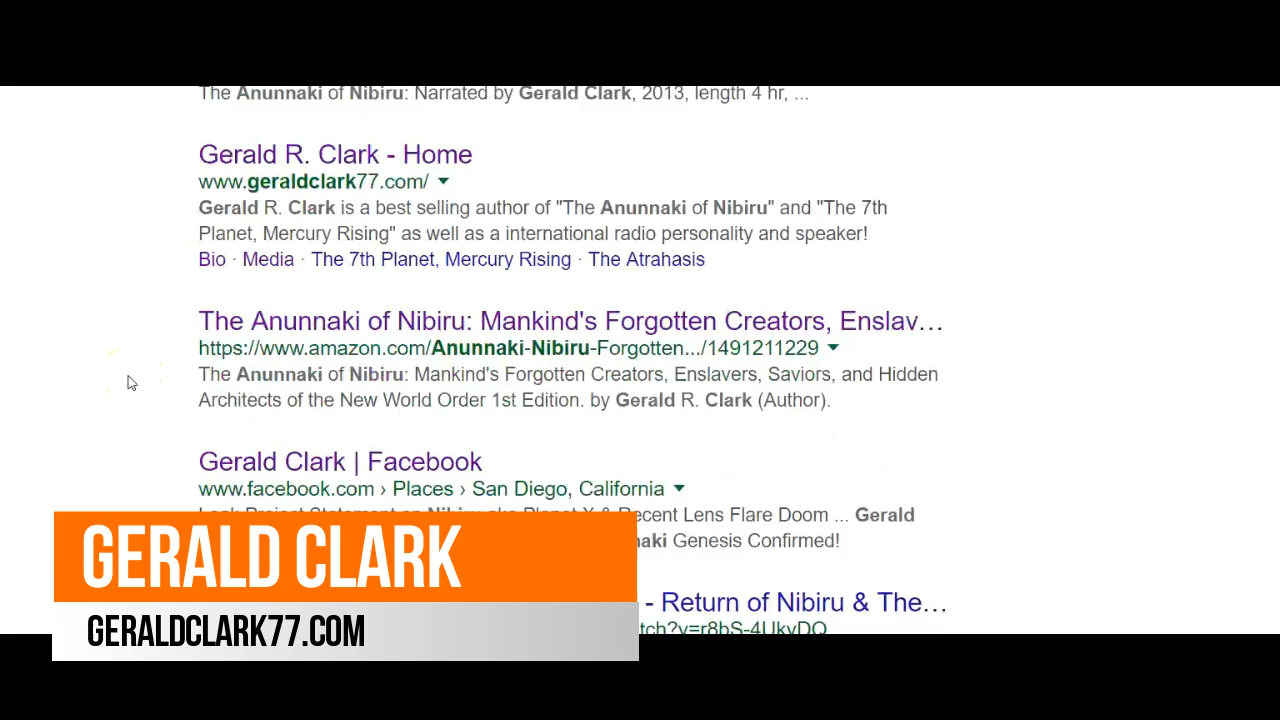 The Anunnaki of Nibiru: Narrated by Gerald Clark, 2013, length 4 hr, ...
Gerald R. Clark - Home
www.geraldclark77.com/
Gerald R. Clark is a best selling author of "The Anunnaki of Nibiru" and "The 7th
Planet, Mercury Rising" as well as a international radio personality and speaker!
Bio · Media · The 7th Planet, Mercury Rising · The Atrahasis
The Anunnaki of Nibiru: Mankind's Forgotten Creators, Enslav...
https://www.amazon.com/Anunnaki-Nibiru-Forgotten.../1491211229
The Anunnaki of Nibiru: Mankind's Forgotten Creators, Enslavers, Saviors, and Hidden
Architects of the New World Order 1st Edition. by Gerald R. Clark (Author).
Gerald Clark | Facebook
www.facebook.com › Places › San Diego, California
Recent Lens Flare Doom ... Gerald
Genesis Confirmed!
GERALD CLARK
- Return of Nibiru & The...
GERALDCLARK77.COM